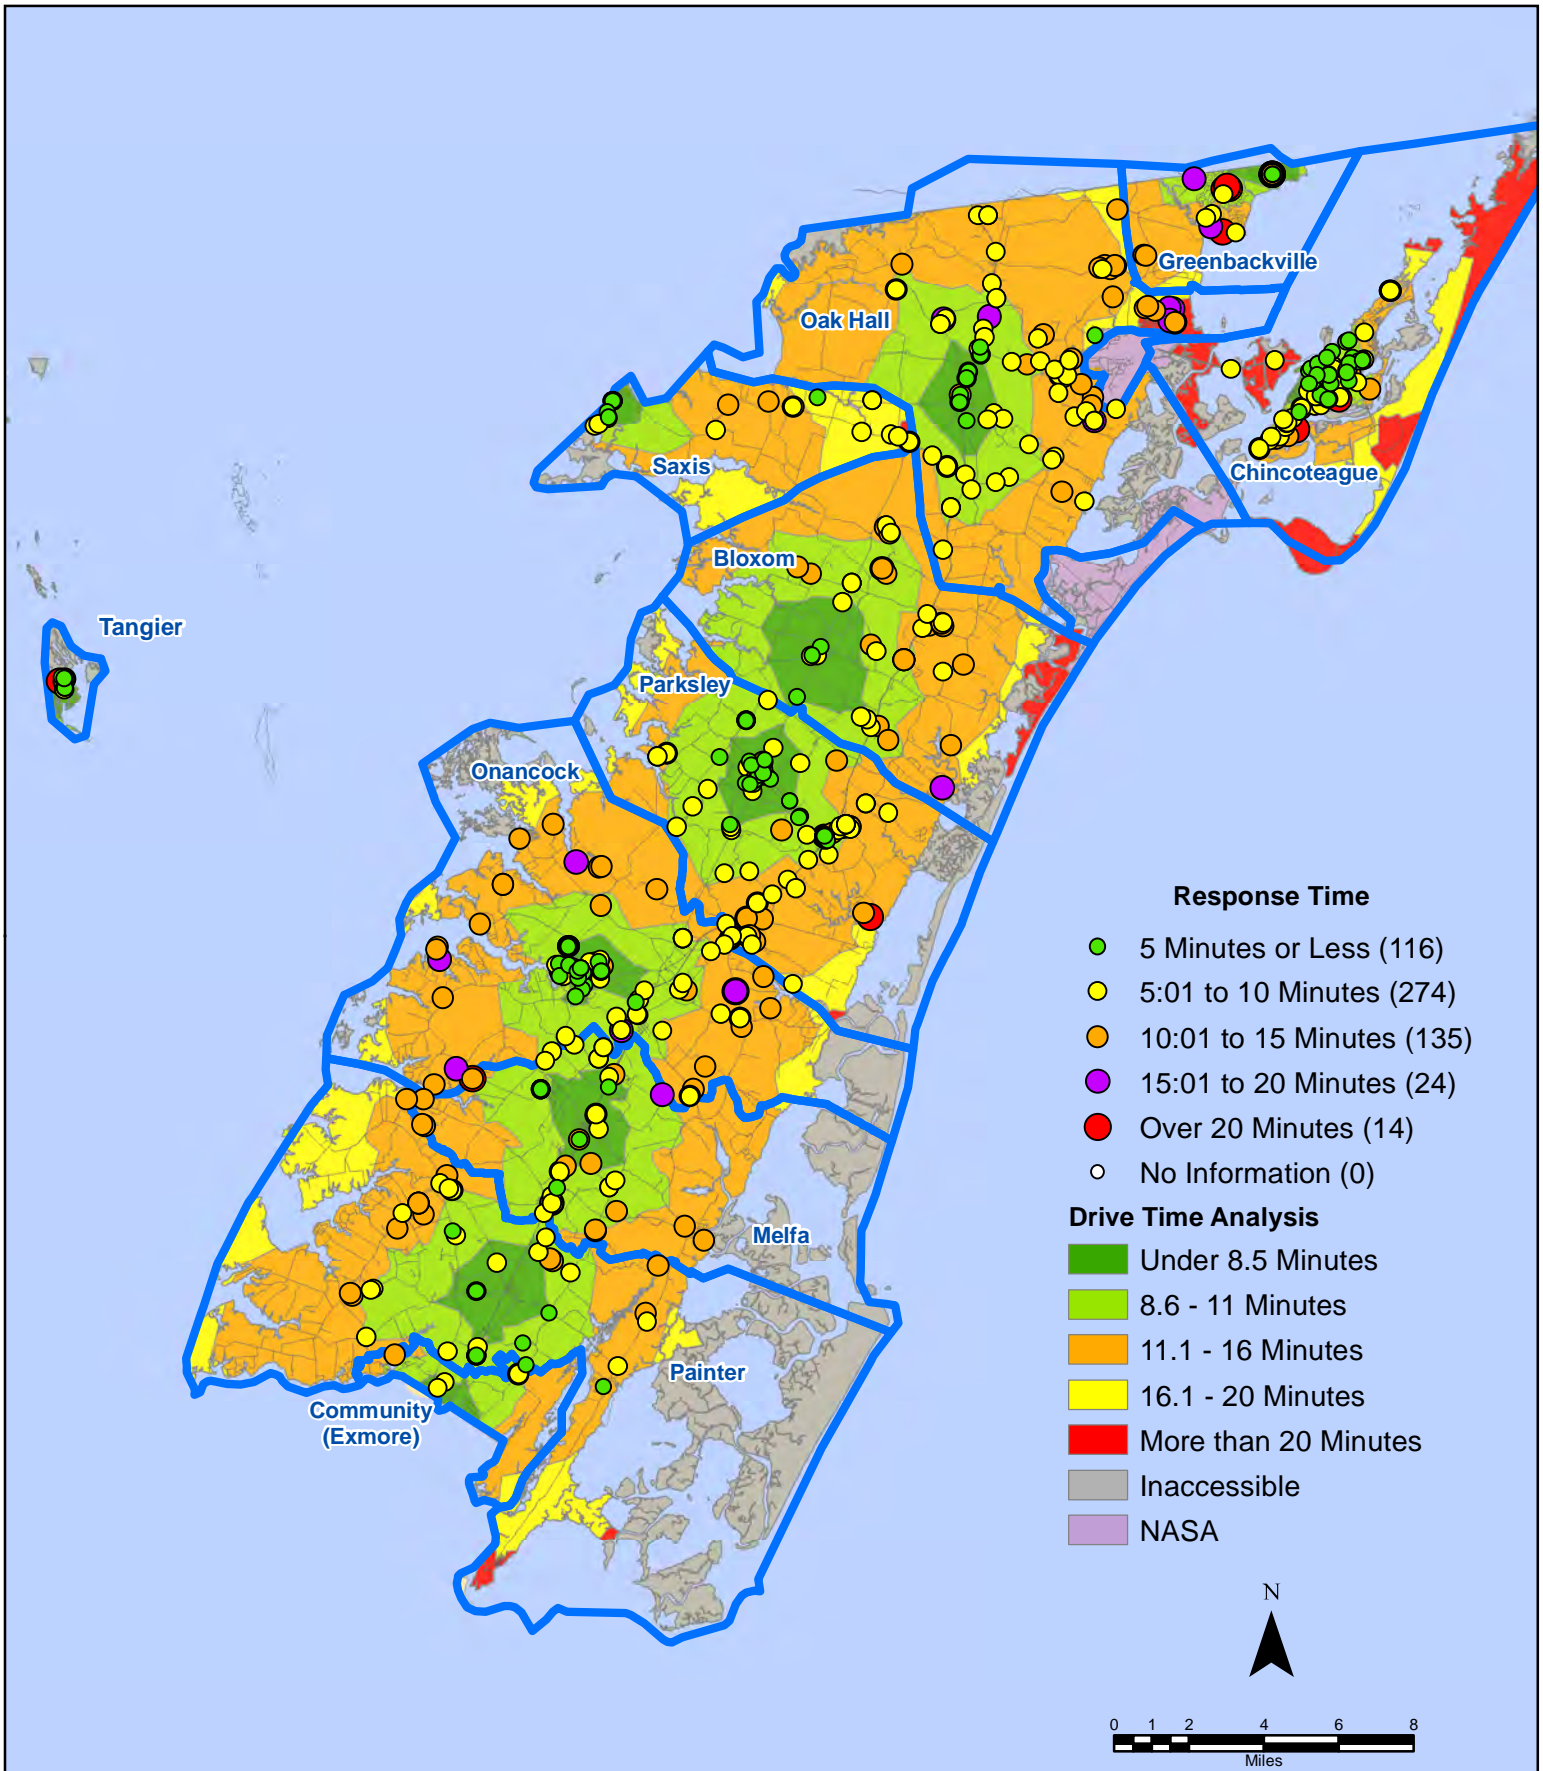 Greenbackville
Oak Hall
Saxis
Chincoteague
Bloxom
Tangier
Parksley
Onancock
Response Time
5 Minutes or Less (116)
5:01 to 10 Minutes (274)
10:01 to 15 Minutes (135)
15:01 to 20 Minutes (24)
Over 20 Minutes (14)
No Information (0)
Drive Time Analysis
Under 8.5 Minutes
8.6 - 11 Minutes
11.1 - 16 Minutes
16.1 - 20 Minutes
More than 20 Minutes
Inaccessible
NASA
Melfa
Painter
Community
(Exmore)
N
0 1 2 4 6 8
Miles